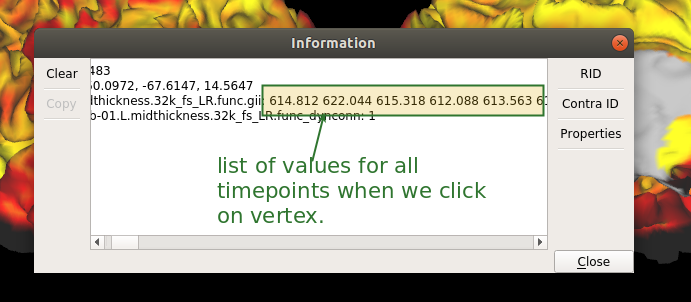 Information
Clear
Copy
483
60.0972, -67.6147, 14.5647
dthickness.32k_fs_LR.func.gii: 614.812 622.044 615.318 612.088 613.563
b-01.L.midthickness.32k_fs_LR.func_dynconn: 1
list of values for all
timepoints when we click
on vertex.
RID
Contra ID
Properties
Close